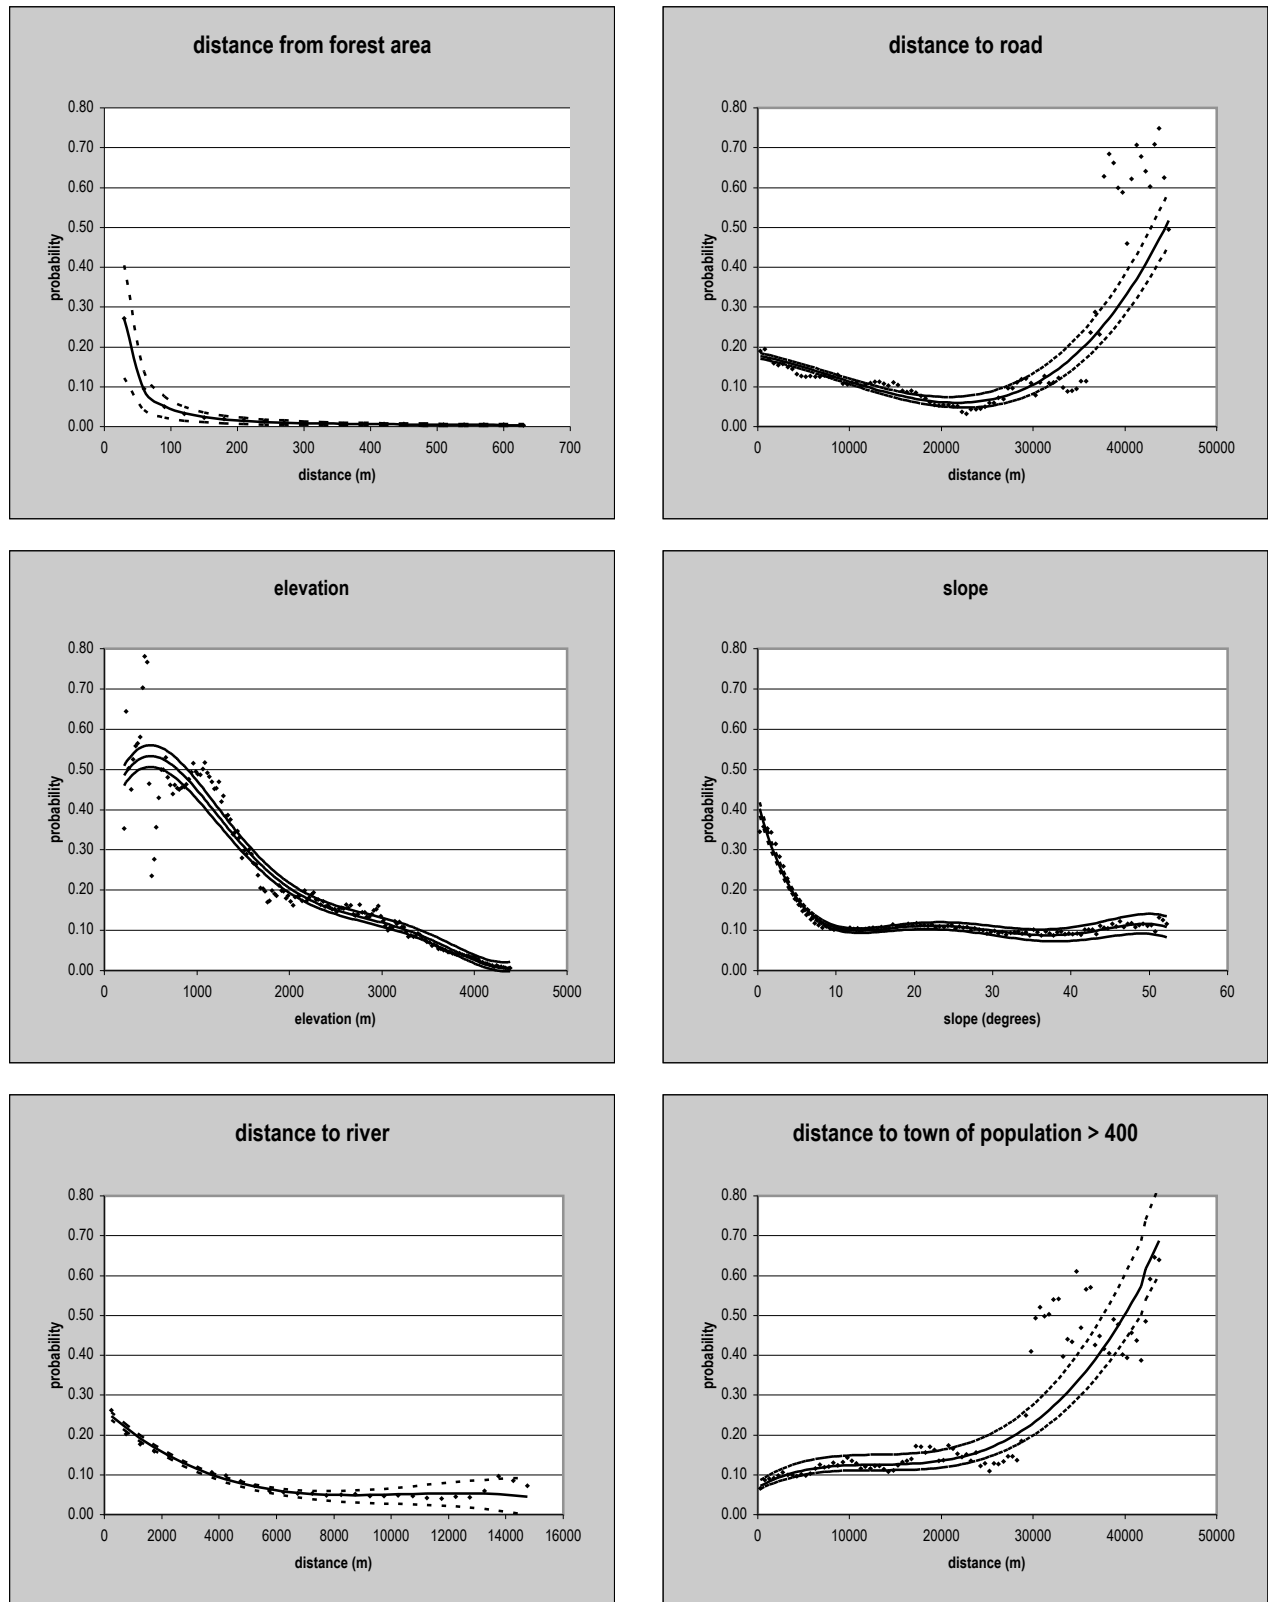 distance from forest area
0.80
0.70
0.60
0.50
0.40
0.30
0.20
0.10
0.00
probability
0 100 200 300 400 500 600 700
distance (m)
distance to road
0.80
0.70
0.60
0.50
0.40
0.30
0.20
0.10
0.00
probability
0 10000 20000 30000 40000 50000
distance (m)
elevation
0.80
0.70
0.60
0.50
0.40
0.30
0.20
0.10
0.00
probability
0 1000 2000 3000 4000 5000
elevation (m)
slope
0.80
0.70
0.60
0.50
0.40
0.30
0.20
0.10
0.00
probability
0 10 20 30 40 50 60
slope (degrees)
distance to river
0.80
0.70
0.60
0.50
0.40
0.30
0.20
0.10
0.00
probability
0 2000 4000 6000 8000 10000 12000 14000 16000
distance (m)
distance to town of population > 400
0.80
0.70
0.60
0.50
0.40
0.30
0.20
0.10
0.00
probability
0 10000 20000 30000 40000 50000
distance (m)